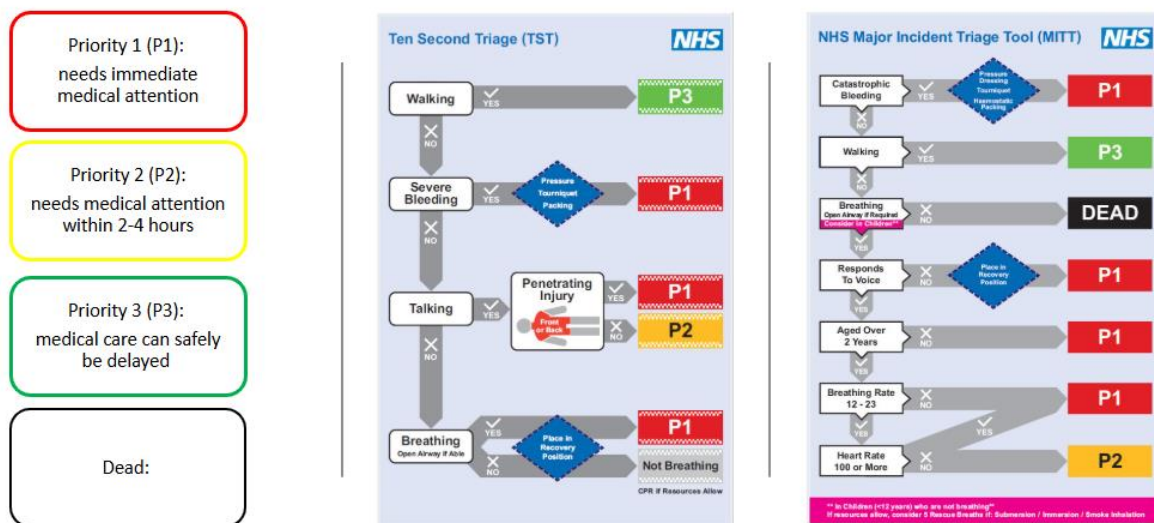 Priority 1 (P1):
needs immediate
medical attention
Priority 2 (P2):
needs medical attention
within 2-4 hours
Priority 3 (P3):
medical care can safely
be delayed
Dead:
Ten Second Triage (TST)
NHS
Walking
YES
P3
NO
Severe
Bleeding
YES
Pressure
Tourniquet
Packing
P1
NO
Talking
YES
Penetrating
Injury
Front
or Back
YES
P1
NO
P2
NO
Breathing
Open Airway if Able
YES
NO
Place in
Recovery
Position
P1
Not Breathing
CPR if Resources Allow
NHS Major Incident Triage Tool (MITT)
NHS
Catastrophic
Bleeding
YES
Pressure
Dressing
Tourniquet
Haemostatic
Packing
P1
NO
Walking
YES
P3
NO
Breathing
Open Airway if Required
Consider in Children**
NO
DEAD
YES
Responds
To Voice
NO
Place in
Recovery
Position
P1
YES
Aged Over
2 Years
NO
P1
YES
Breathing Rate
12 - 23
NO
P1
YES
YES
Heart Rate
100 or More
NO
P2
** In Children (<12 years) who are not breathing**
If resources allow, consider 5 Rescue Breaths if: Submersion / Immersion / Smoke Inhalation